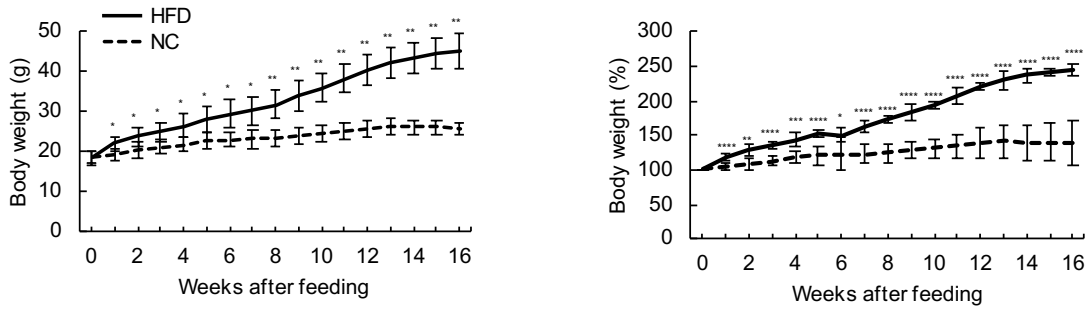 HFD
NC
Body weight (g)
50
40
30
20
10
0
* * * * * * * ** ** ** ** ** ** ** ** **
0 2 4 6 8 10 12 14 16
Weeks after feeding
Body weight (%)
300
250
200
150
100
50
0
**** ** **** *** **** * **** **** **** **** **** **** **** **** **** ****
0 2 4 6 8 10 12 14 16
Weeks after feeding